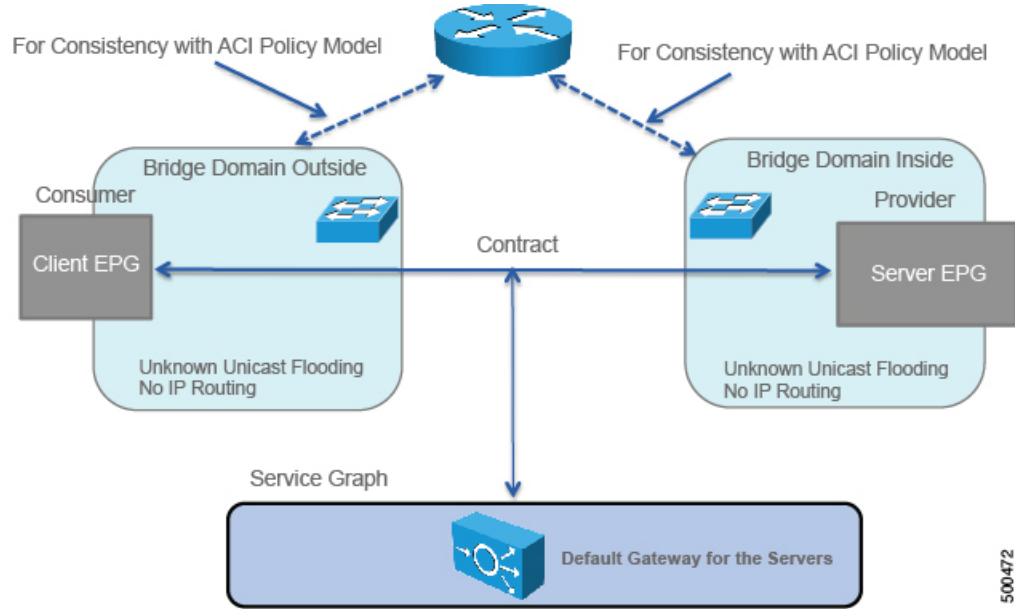 For Consistency with ACI Policy Model
For Consistency with ACI Policy Model
Bridge Domain Outside
Bridge Domain Inside
Consumer
Provider
Client EPG
Contract
Server EPG
Unknown Unicast Flooding
No IP Routing
Unknown Unicast Flooding
No IP Routing
Service Graph
Default Gateway for the Servers
500472